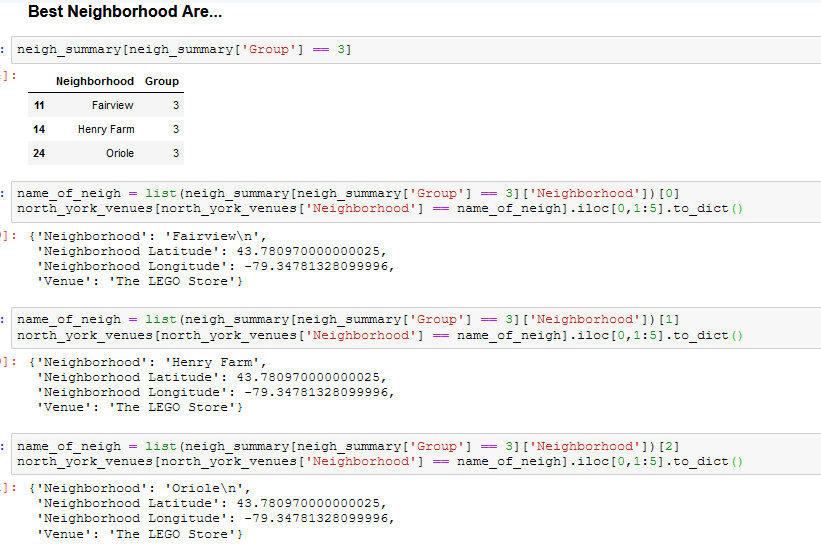 Best Neighborhood Are...
: neigh_summary[neigh_summary['Group'] == 3]
]:
Neighborhood Group
11 Fairview 3
14 Henry Farm 3
24 Oriole 3
: name_of_neigh = list(neigh_summary[neigh_summary['Group'] == 3]['Neighborhood'])[0]
north_york_venues[north_york_venues['Neighborhood'] == name_of_neigh].iloc[0,1:5].to_dict()
]: {'Neighborhood': 'Fairview\n',
'Neighborhood Latitude': 43.780970000000025,
'Neighborhood Longitude': -79.34781328099996,
'Venue': 'The LEGO Store'}
: name_of_neigh = list(neigh_summary[neigh_summary['Group'] == 3]['Neighborhood'])[1]
north_york_venues[north_york_venues['Neighborhood'] == name_of_neigh].iloc[0,1:5].to_dict()
]: {'Neighborhood': 'Henry Farm',
'Neighborhood Latitude': 43.780970000000025,
'Neighborhood Longitude': -79.34781328099996,
'Venue': 'The LEGO Store'}
: name_of_neigh = list(neigh_summary[neigh_summary['Group'] == 3]['Neighborhood'])[2]
north_york_venues[north_york_venues['Neighborhood'] == name_of_neigh].iloc[0,1:5].to_dict()
]: {'Neighborhood': 'Oriole\n',
'Neighborhood Latitude': 43.780970000000025,
'Neighborhood Longitude': -79.34781328099996,
'Venue': 'The LEGO Store'}